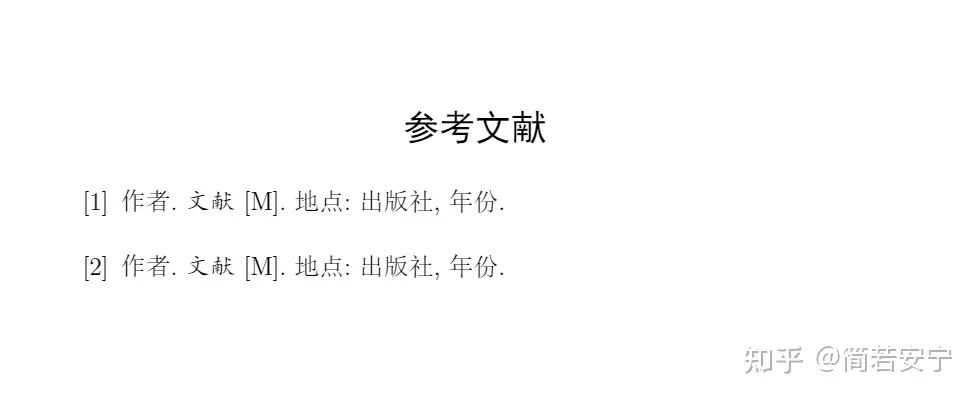 参考文献
[1] 作者. 文献 [M]. 地点: 出版社, 年份.
[2] 作者. 文献 [M]. 地点: 出版社, 年份.
知乎 @简若安宁